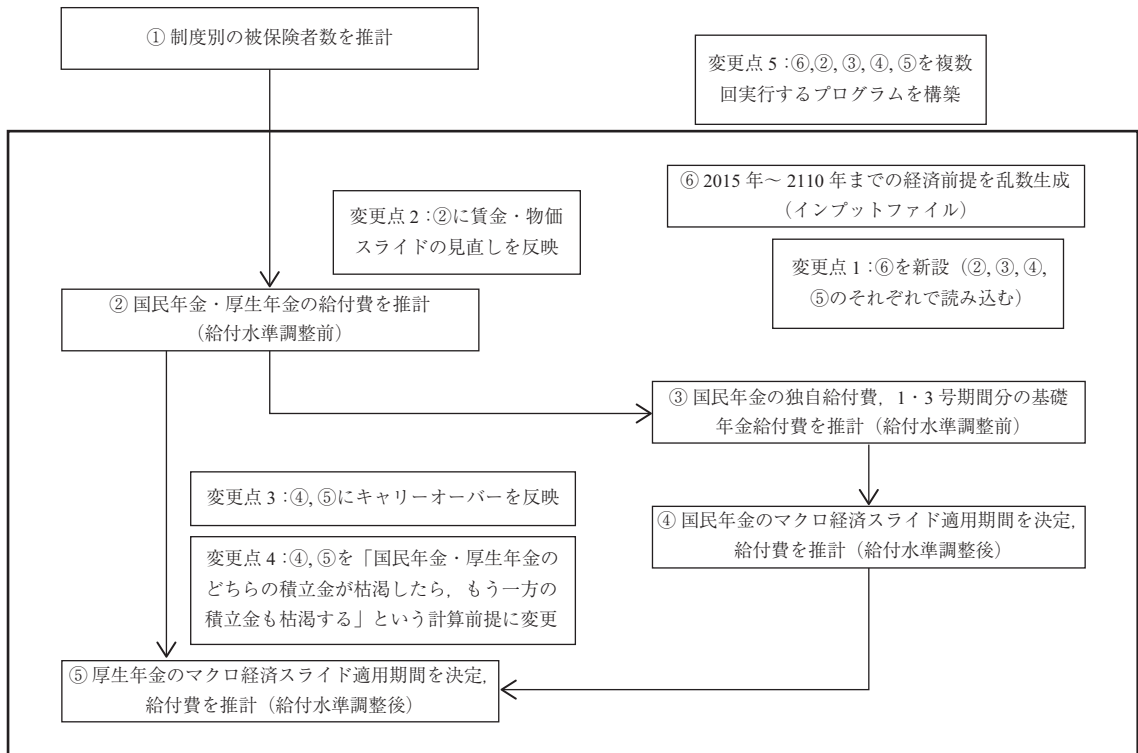 ① 制度別の被保険者数を推計
変更点 5：⑥,②, ③, ④, ⑤を複数
回実行するプログラムを構築
⑥ 2015 年～ 2110 年までの経済前提を乱数生成
（インプットファイル）
変更点 2：②に賃金・物価
スライドの見直しを反映
変更点 1：⑥を新設（②, ③, ④,
⑤のそれぞれで読み込む）
② 国民年金・厚生年金の給付費を推計
（給付水準調整前）
③ 国民年金の独自給付費，1・3 号期間分の基礎
年金給付費を推計（給付水準調整前）
変更点 3：④, ⑤にキャリーオーバーを反映
④ 国民年金のマクロ経済スライド適用期間を決定，
給付費を推計（給付水準調整後）
変更点 4：④, ⑤を「国民年金・厚生年金の
どちらの積立金が枯渇したら，もう一方の
積立金も枯渇する」という計算前提に変更
⑤ 厚生年金のマクロ経済スライド適用期間を決定，
給付費を推計（給付水準調整後）